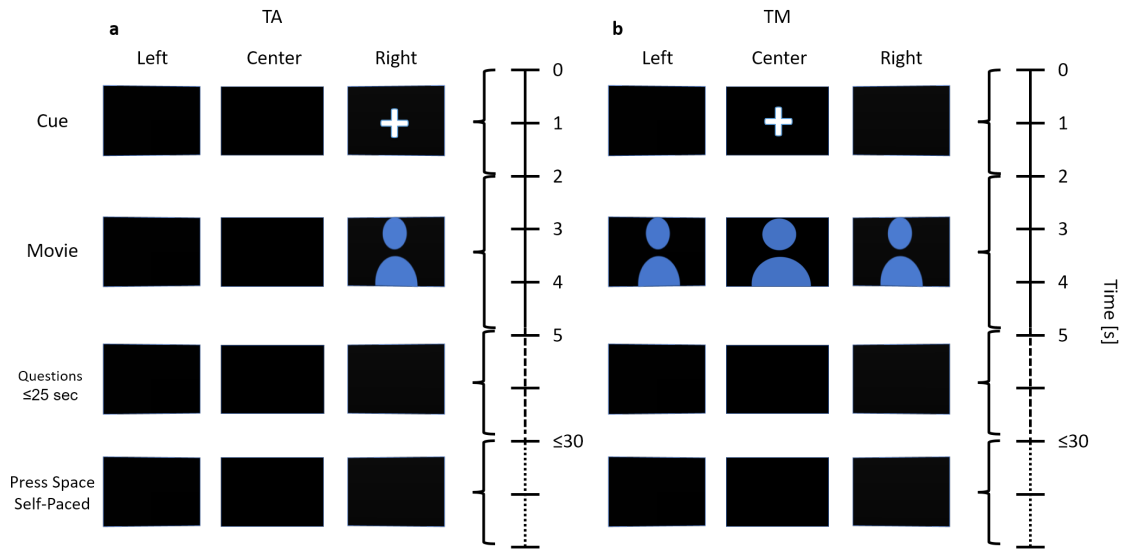 TA
TM
a
b
Left
Center
Right
Left
Center
Right
0
0
Cue
1
1
2
2
3
3
Movie
4
4
Time [s]
5
5
Questions
≤25 sec
≤30
≤30
Press Space
Self-Paced